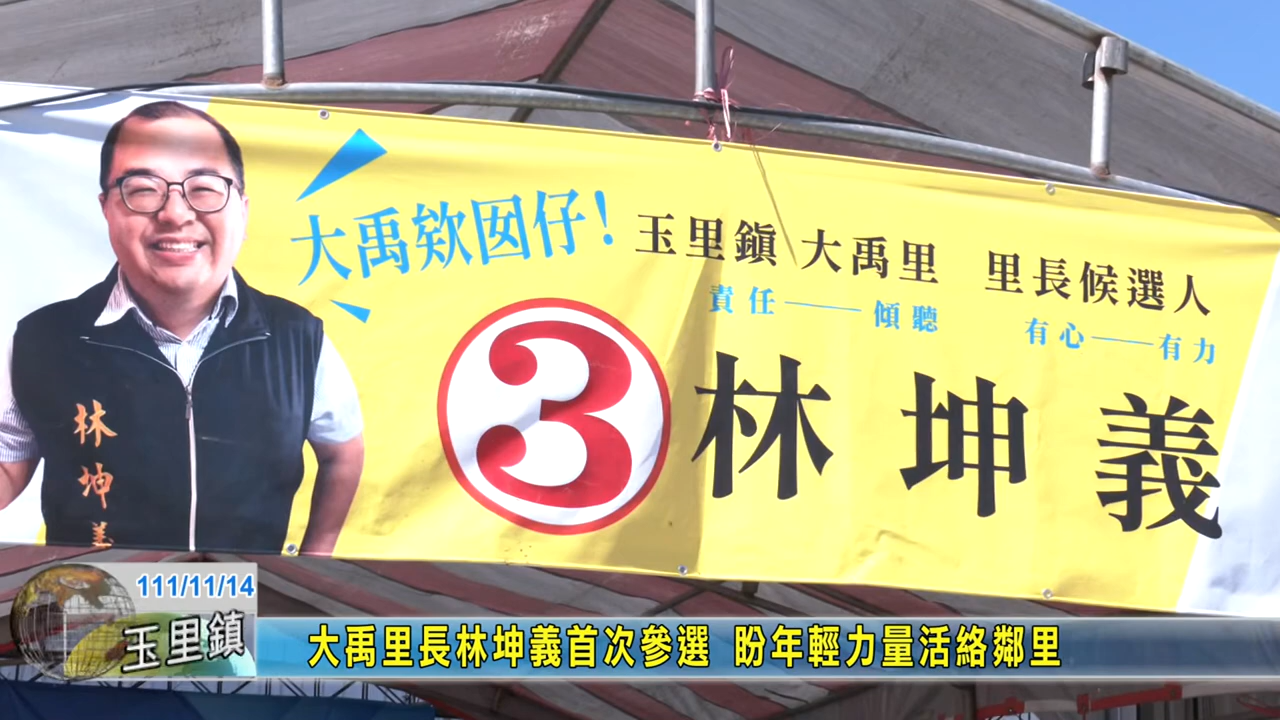 大禹欸囡仔!
玉里鎮 大禹里 里長候選人
責任——傾聽 有心——有力
3 林坤義
林坤義
111/11/14
玉里鎮
大禹里長林坤義首次參選 盼年輕力量活絡鄰里